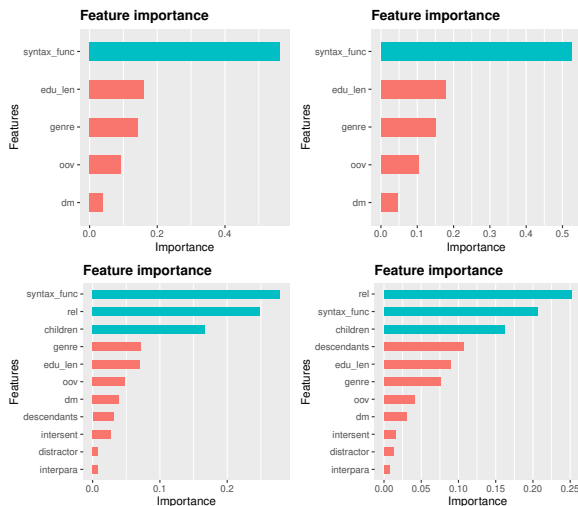 Feature importance
Features
syntax_func
edu_len
genre
oov
dm
0.0 0.2 0.4
Importance
Feature importance
Features
syntax_func
edu_len
genre
oov
dm
0.0 0.1 0.2 0.3 0.4 0.5
Importance
Feature importance
Features
syntax_func
rel
children
genre
edu_len
oov
dm
descendants
intersent
distractor
interpara
0.0 0.1 0.2
Importance
Feature importance
Features
rel
syntax_func
children
descendants
edu_len
genre
oov
dm
intersent
distractor
interpara
0.00 0.05 0.10 0.15 0.20 0.25
Importance